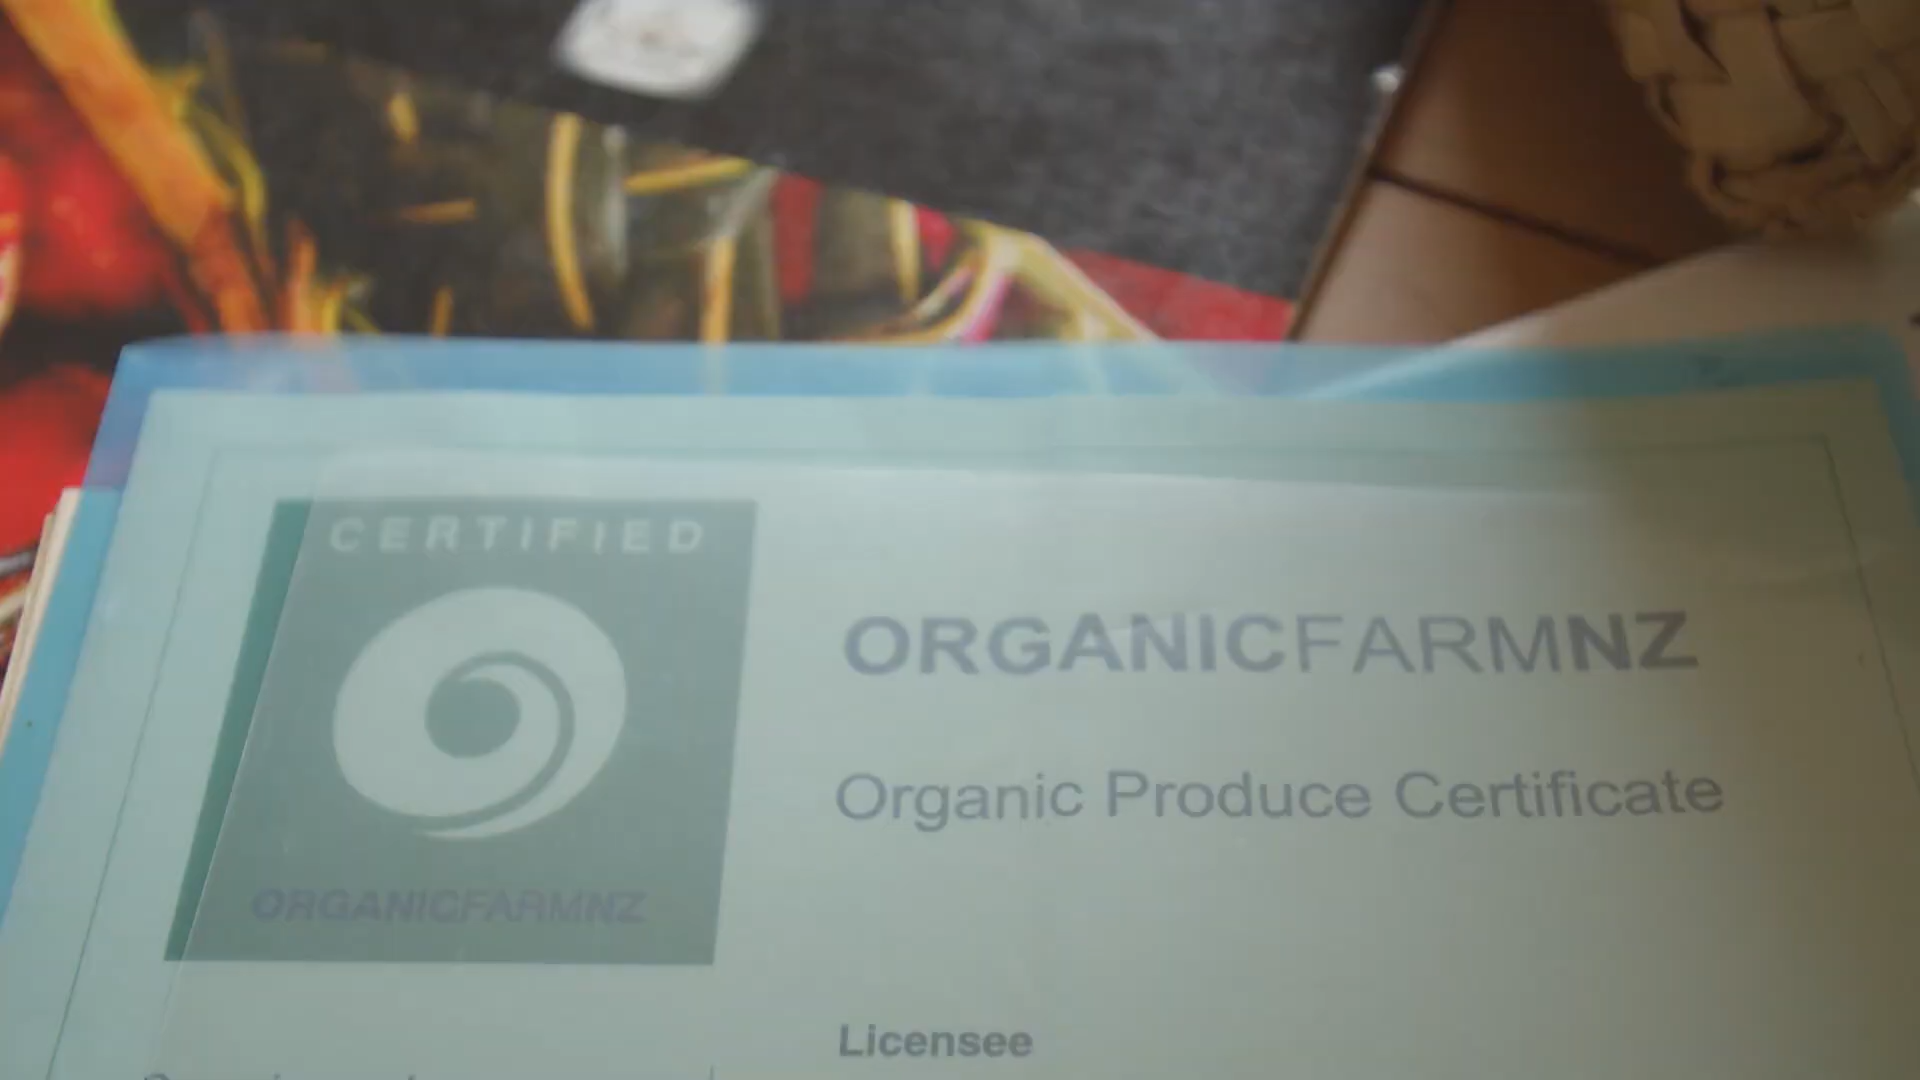 CERTIFIED
ORGANICFARMNZ
ORGANICFARMNZ
Organic Produce Certificate
Licensee